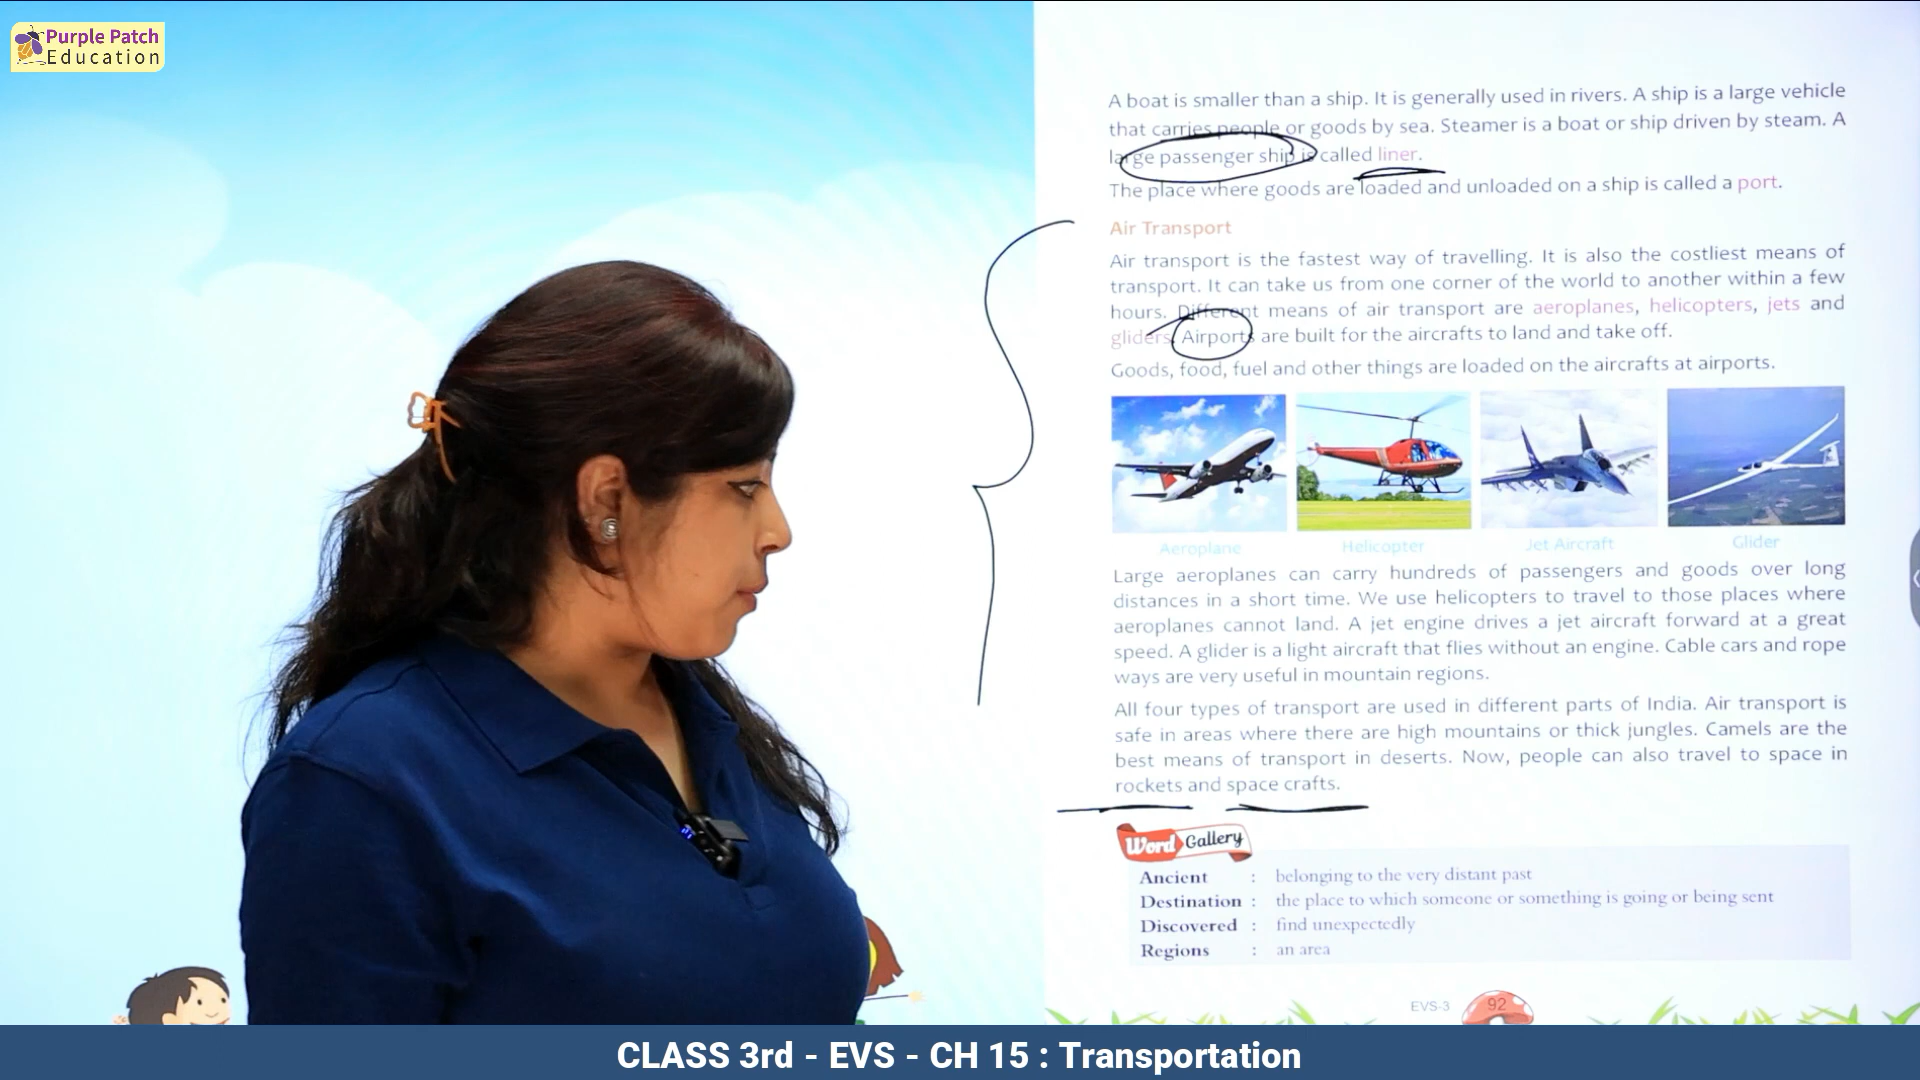 Purple Patch
Education
A boat is smaller than a ship. It is generally used in rivers. A ship is a large vehicle
that carries people or goods by sea. Steamer is a boat or ship driven by steam. A
large passenger ship is called liner.
The place where goods are loaded and unloaded on a ship is called a port.
Air Transport
Air transport is the fastest way of travelling. It is also the costliest means of
transport. It can take us from one corner of the world to another within a few
hours. Different means of air transport are aeroplanes, helicopters, jets and
gliders. Airports are built for the aircrafts to land and take off.
Goods, food, fuel and other things are loaded on the aircrafts at airports.
Aeroplane Helicopter Jet Aircraft Glider
Large aeroplanes can carry hundreds of passengers and goods over long
distances in a short time. We use helicopters to travel to those places where
aeroplanes cannot land. A jet engine drives a jet aircraft forward at a great
speed. A glider is a light aircraft that flies without an engine. Cable cars and rope
ways are very useful in mountain regions.
All four types of transport are used in different parts of India. Air transport is
safe in areas where there are high mountains or thick jungles. Camels are the
best means of transport in deserts. Now, people can also travel to space in
rockets and space crafts.
Word Gallery
Ancient : belonging to the very distant past
Destination : the place to which someone or something is going or being sent
Discovered : find unexpectedly
Regions : an area
EVS-3 92
CLASS 3rd - EVS - CH 15 : Transportation